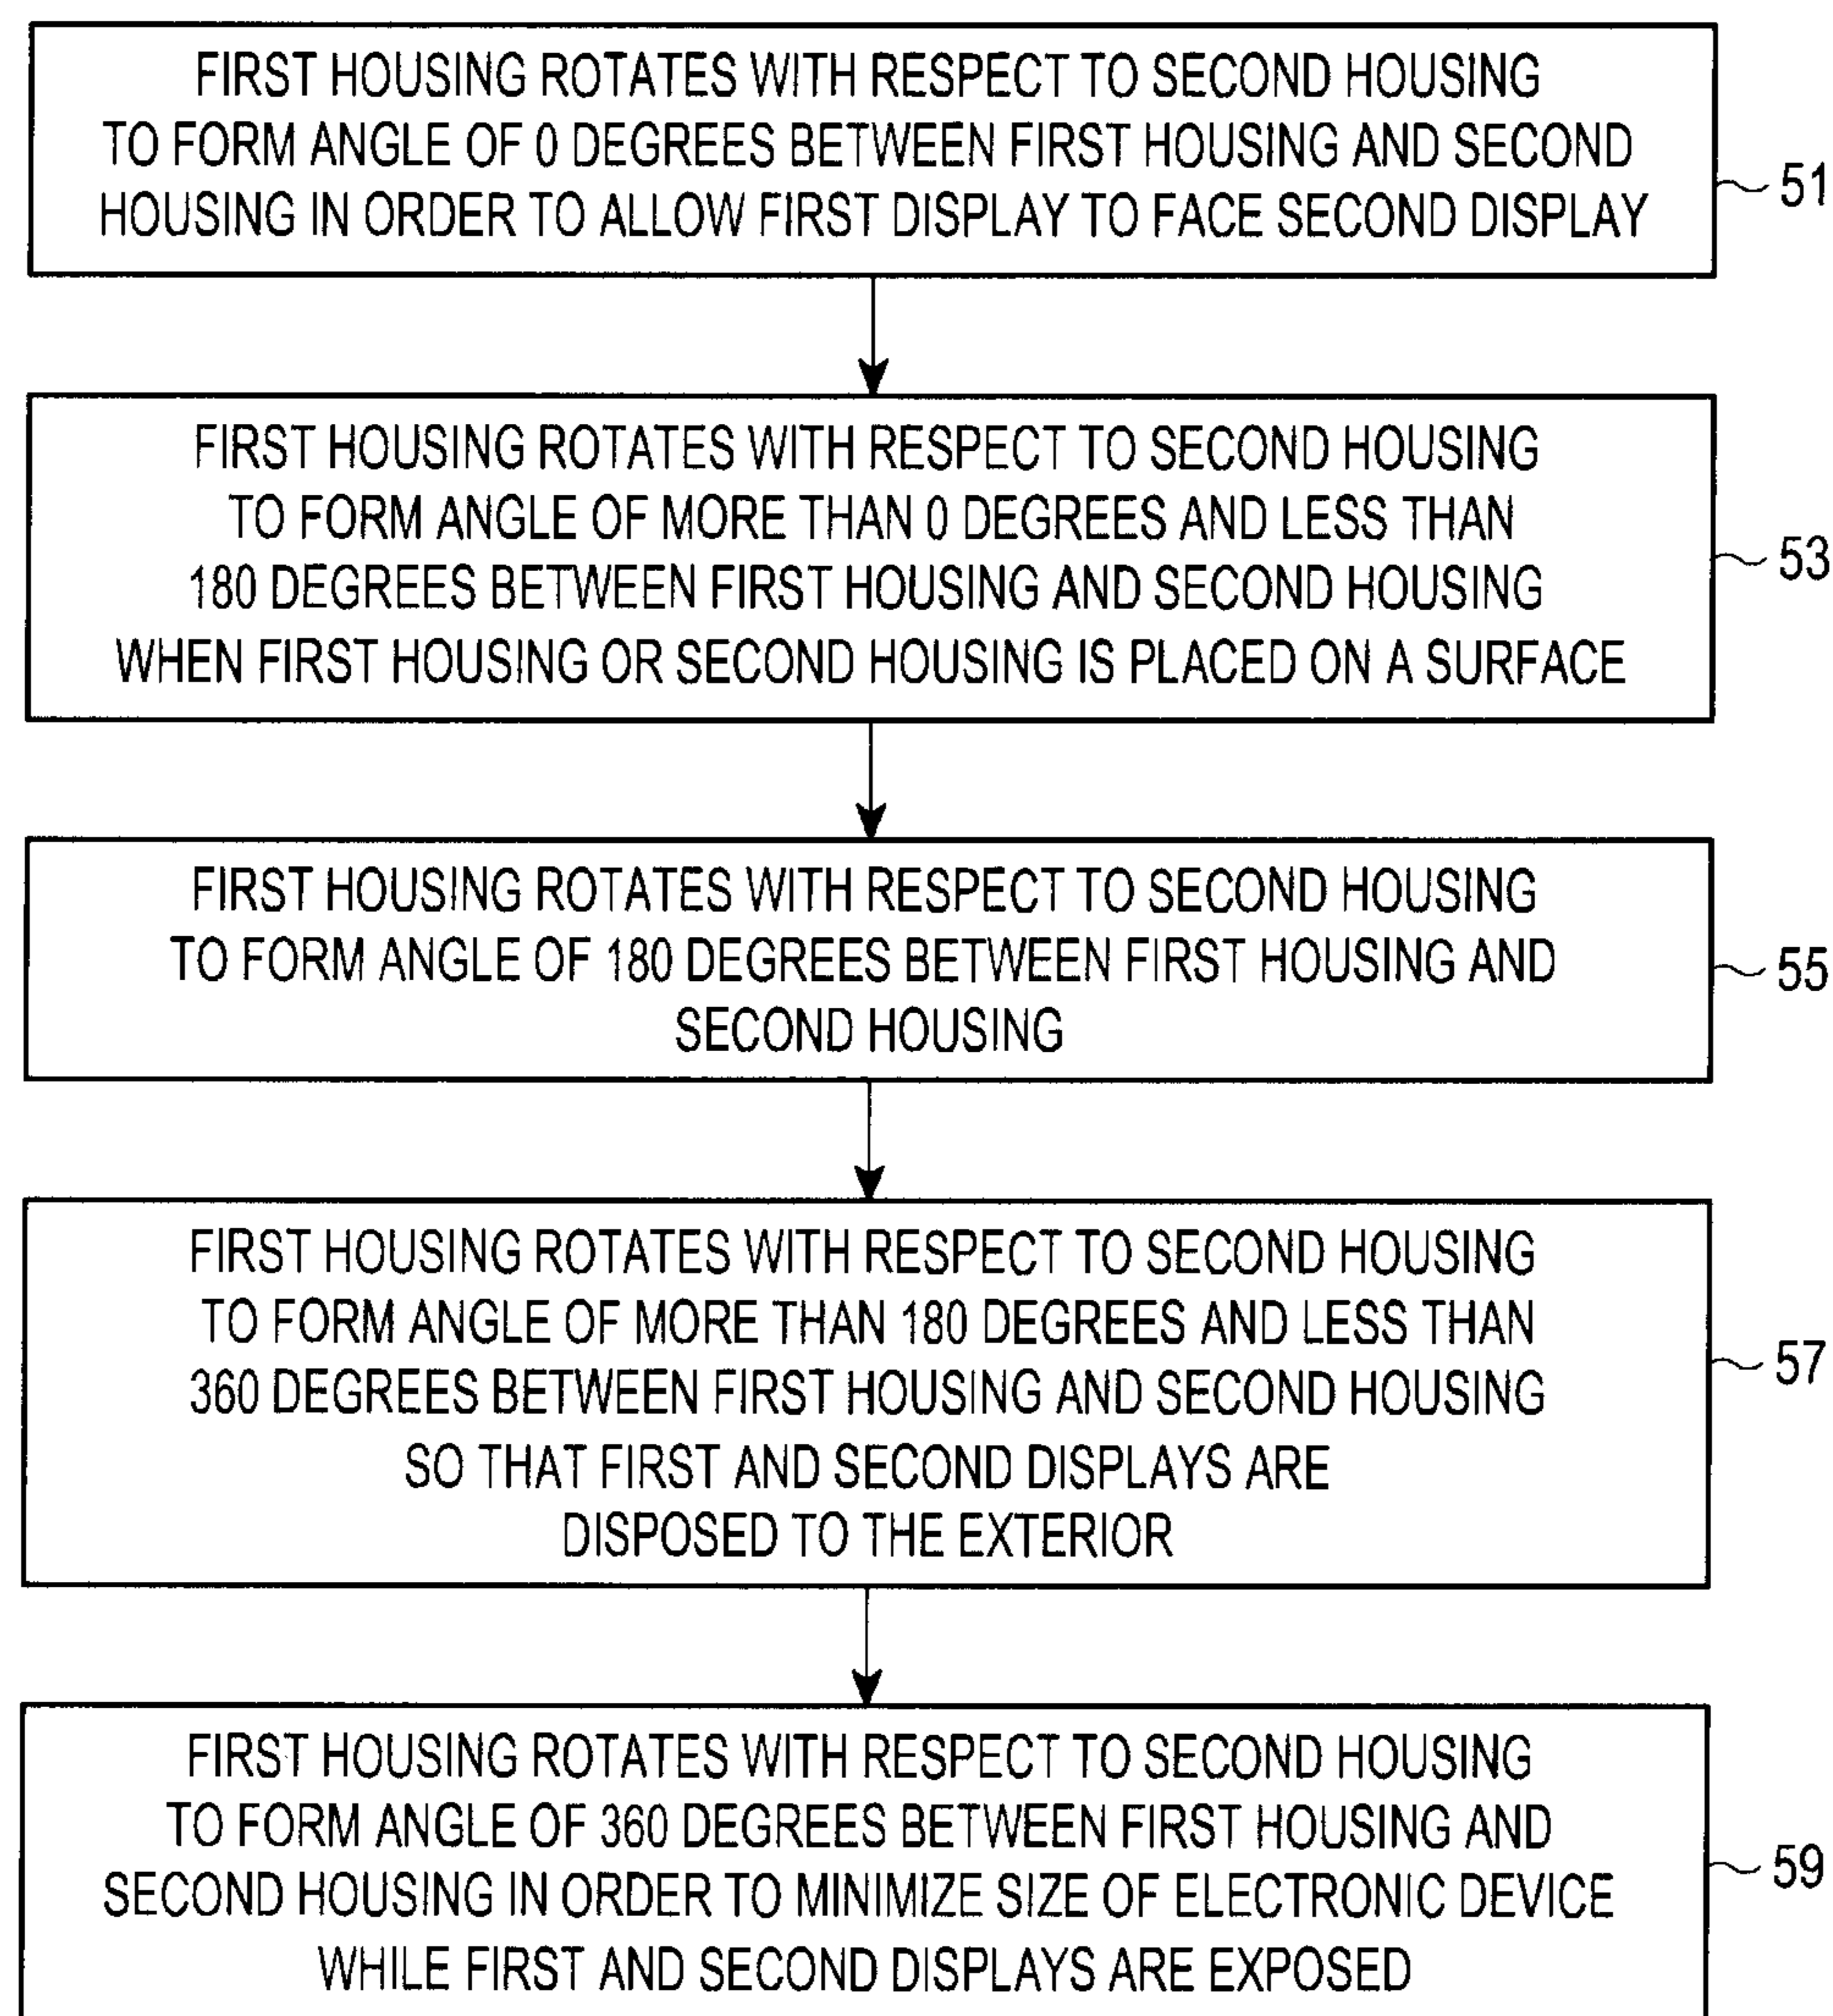 FIRST HOUSING ROTATES WITH RESPECT TO SECOND HOUSING
TO FORM ANGLE OF 0 DEGREES BETWEEN FIRST HOUSING AND SECOND
HOUSING IN ORDER TO ALLOW FIRST DISPLAY TO FACE SECOND DISPLAY
51
FIRST HOUSING ROTATES WITH RESPECT TO SECOND HOUSING
TO FORM ANGLE OF MORE THAN 0 DEGREES AND LESS THAN
180 DEGREES BETWEEN FIRST HOUSING AND SECOND HOUSING
WHEN FIRST HOUSING OR SECOND HOUSING IS PLACED ON A SURFACE
53
FIRST HOUSING ROTATES WITH RESPECT TO SECOND HOUSING
TO FORM ANGLE OF 180 DEGREES BETWEEN FIRST HOUSING AND
SECOND HOUSING
55
FIRST HOUSING ROTATES WITH RESPECT TO SECOND HOUSING
TO FORM ANGLE OF MORE THAN 180 DEGREES AND LESS THAN
360 DEGREES BETWEEN FIRST HOUSING AND SECOND HOUSING
SO THAT FIRST AND SECOND DISPLAYS ARE
DISPOSED TO THE EXTERIOR
57
FIRST HOUSING ROTATES WITH RESPECT TO SECOND HOUSING
TO FORM ANGLE OF 360 DEGREES BETWEEN FIRST HOUSING AND
SECOND HOUSING IN ORDER TO MINIMIZE SIZE OF ELECTRONIC DEVICE
WHILE FIRST AND SECOND DISPLAYS ARE EXPOSED
59